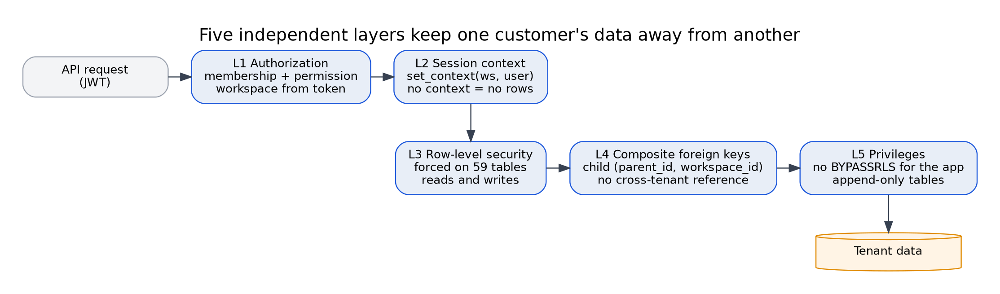 Five independent layers keep one customer's data away from another
API request
(JWT)
L1 Authorization
membership + permission
workspace from token
L2 Session context
set_context(ws, user)
no context = no rows
L3 Row-level security
forced on 59 tables
reads and writes
L4 Composite foreign keys
child (parent_id, workspace_id)
no cross-tenant reference
L5 Privileges
no BYPASSRLS for the app
append-only tables
Tenant data